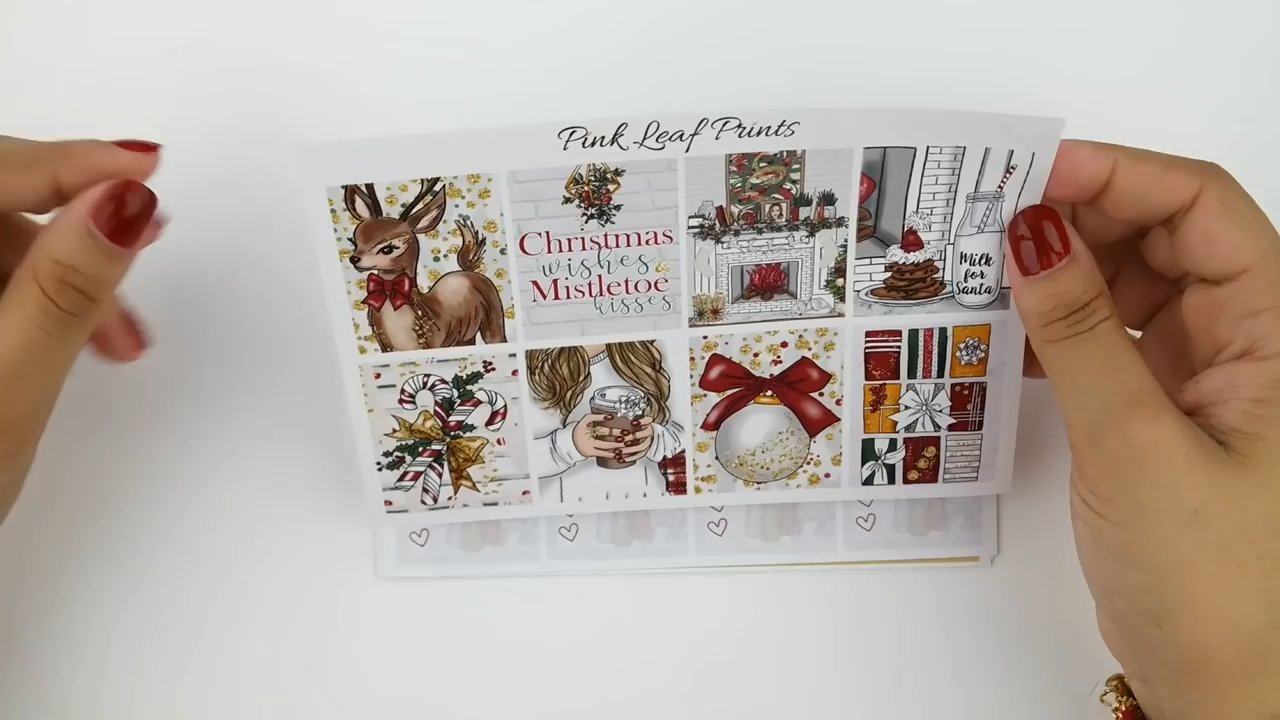 Pink Leaf Prints
Christmas
wishes &
Mistletoe
kisses
Milk
for
Santa